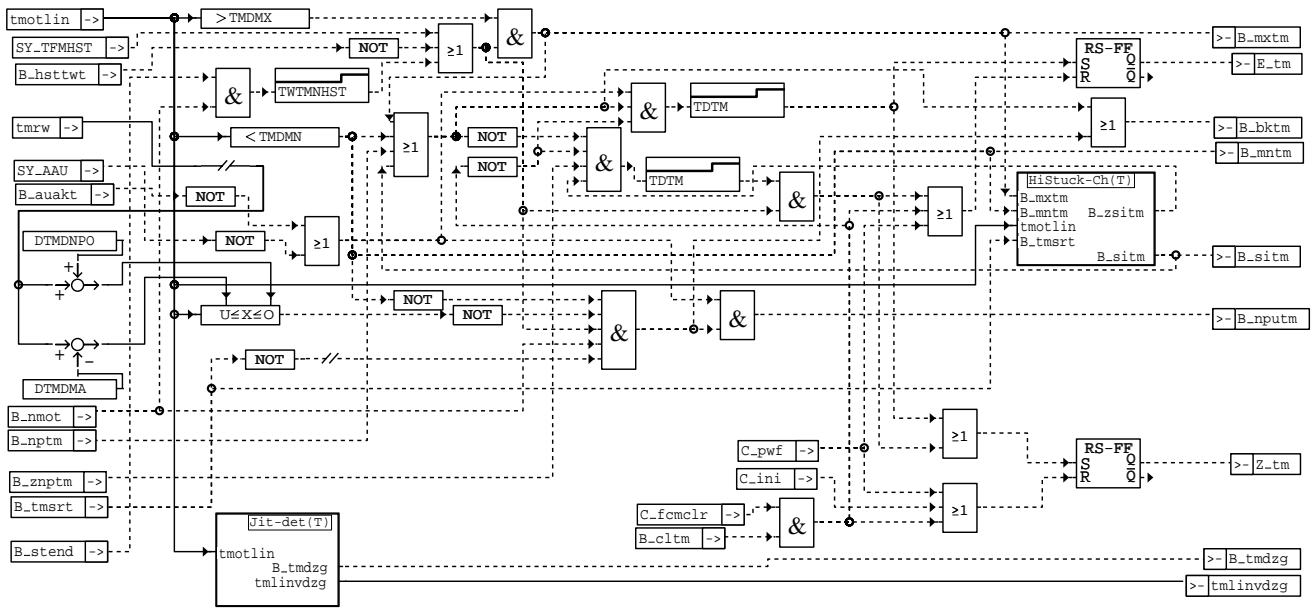 tmotlin ->
>TMDMX
&
≥1
SY_TFMHST ->
NOT
B_hsttwt ->
&
TWTMNHST
>- B_mxtm
RS-FF
S Q
R Q
>- E_tm
&
TDTM
tmrw ->
<TMDMN
≥1
NOT
NOT
&
≥1
>- B_bktm
>- B_mntm
SY_AAU ->
B_auakt ->
NOT
TDTM
&
≥1
HiStuck-Ch(T)
B_mxtm
B_mntm
tmotlin
B_tmsrt
B_zsitm
B_sitm
NOT
≥1
DTMDNPO
+
+
>- B_sitm
U≤X≤O
NOT
NOT
&
&
>- B_nputm
+
−
NOT
DTMDMA
B_nmot ->
B_nptm ->
≥1
C_pwf ->
RS-FF
S Q
R Q
>- Z_tm
B_znptm ->
C_ini ->
B_tmsrt ->
≥1
C_fcmclr ->
&
B_cltm ->
Jit-det(T)
tmotlin
B_tmdzg
tmlinvdzg
B_stend ->
>- B_tmdzg
>- tmlinvdzg